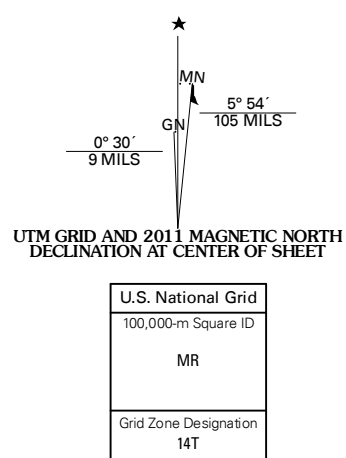 MN
GN
5° 54´
105 MILS
0° 30´
9 MILS
UTM GRID AND 2011 MAGNETIC NORTH
DECLINATION AT CENTER OF SHEET
U.S. National Grid
100,000-m Square ID
MR
Grid Zone Designation
14T